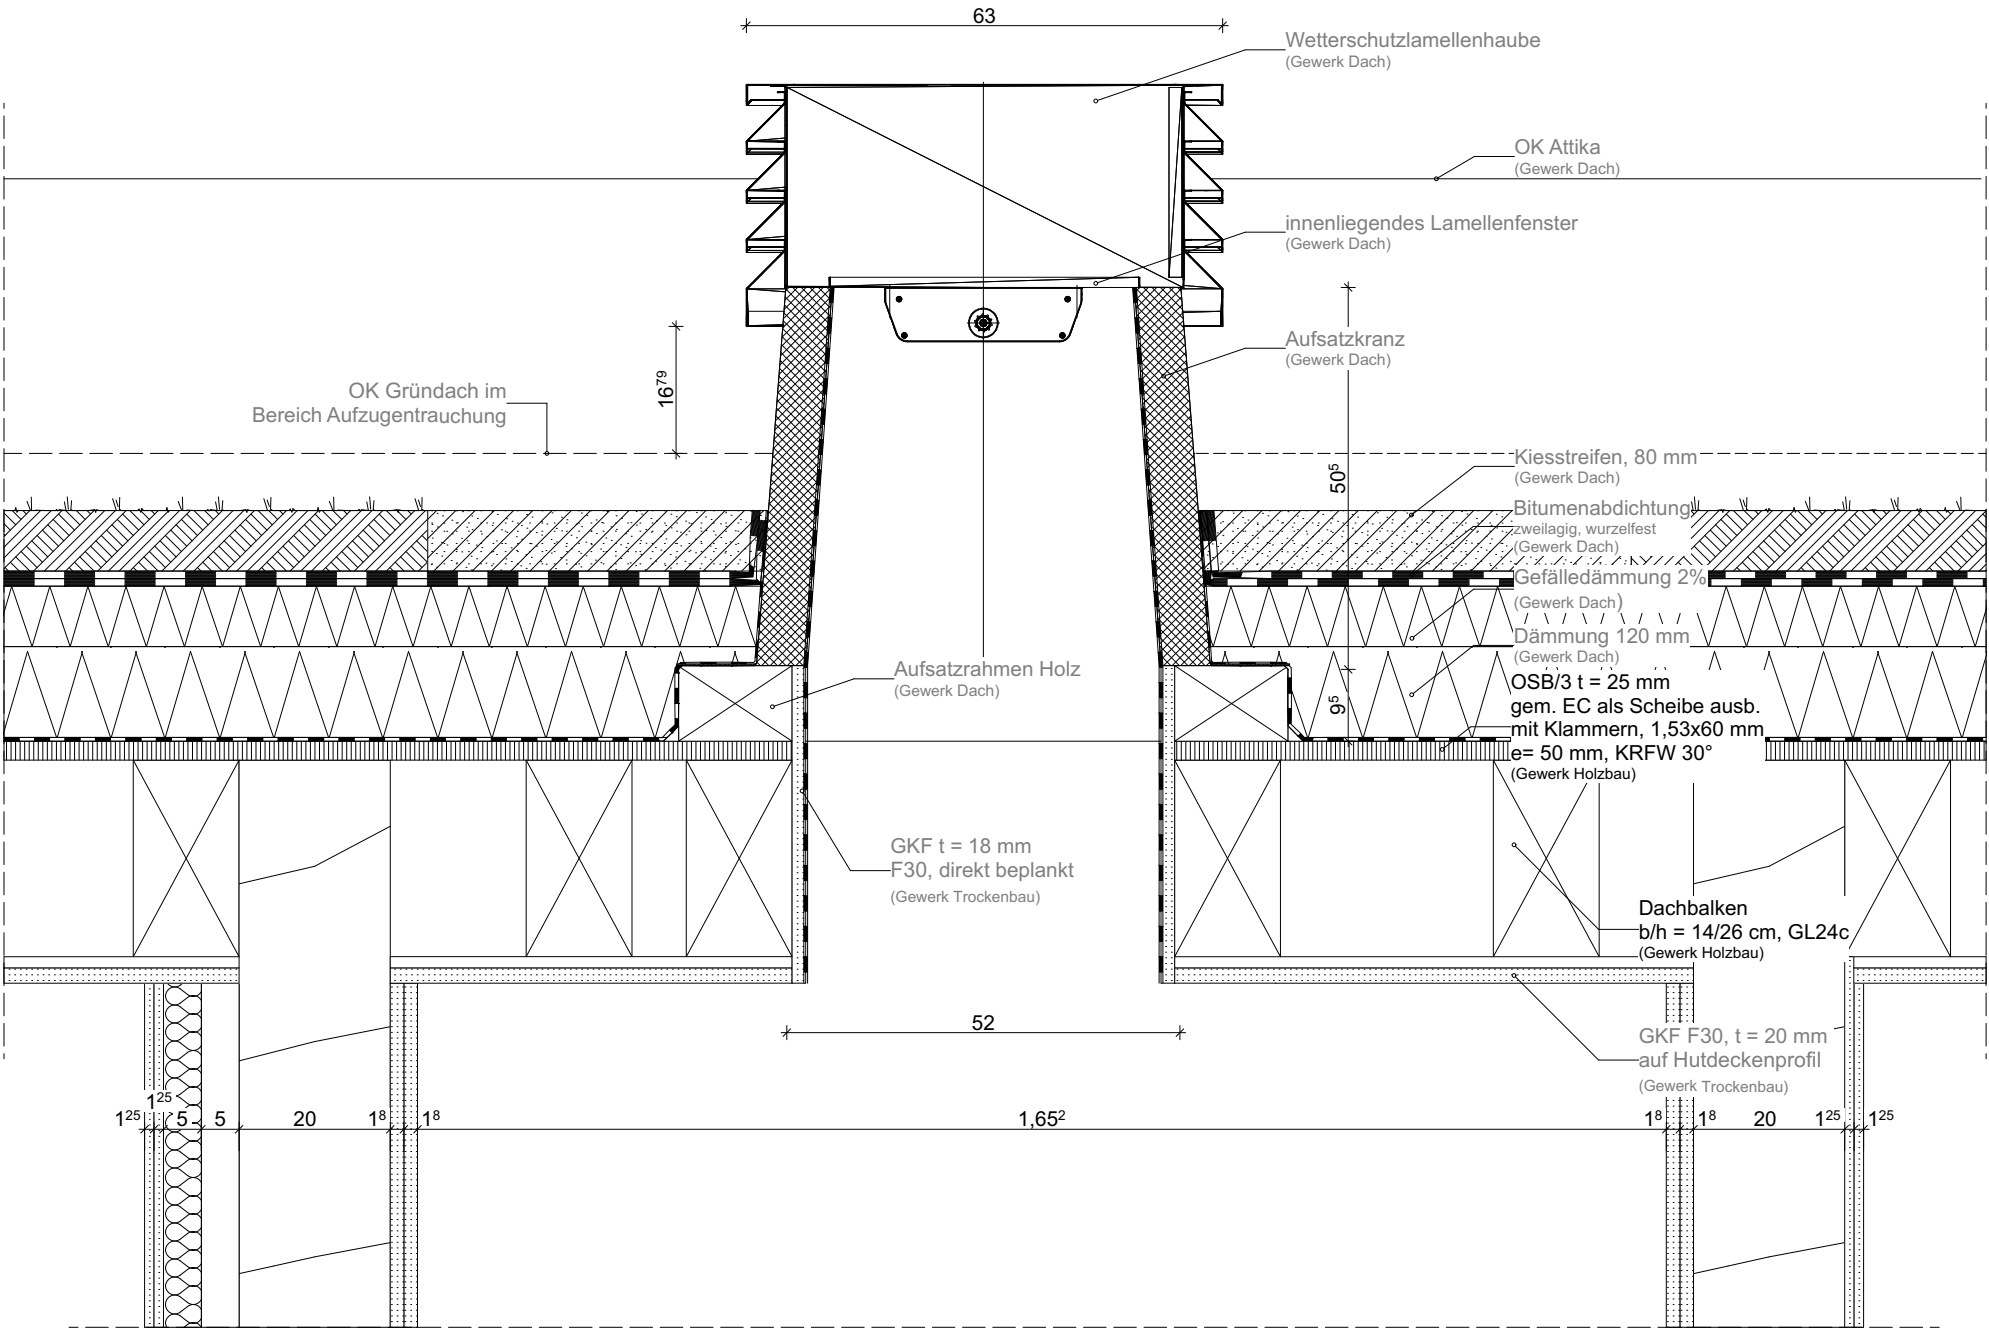 63
Wetterschutzlamellenhaube
(Gewerk Dach)
OK Attika
(Gewerk Dach)
innenliegendes Lamellenfenster
(Gewerk Dach)
Aufsatzkranz
(Gewerk Dach)
16⁷⁹
OK Gründach im
Bereich Aufzugentrauchung
50⁵
Kiesstreifen, 80 mm
(Gewerk Dach)
Bitumenabdichtung
zweilagig, wurzelfest
(Gewerk Dach)
Gefälledämmung 2%
(Gewerk Dach)
Dämmung 120 mm
(Gewerk Dach)
Aufsatzrahmen Holz
(Gewerk Dach)
9⁵
OSB/3 t = 25 mm
gem. EC als Scheibe ausb.
mit Klammern, 1,53x60 mm
e= 50 mm, KRFW 30°
(Gewerk Holzbau)
GKF t = 18 mm
F30, direkt beplankt
(Gewerk Trockenbau)
Dachbalken
b/h = 14/26 cm, GL24c
(Gewerk Holzbau)
52
GKF F30, t = 20 mm
auf Hutdeckenprofil
(Gewerk Trockenbau)
1²⁵ 1²⁵ 5 5 20 1⁸ 1⁸ 1,65² 1⁸ 1⁸ 20 1²⁵ 1²⁵